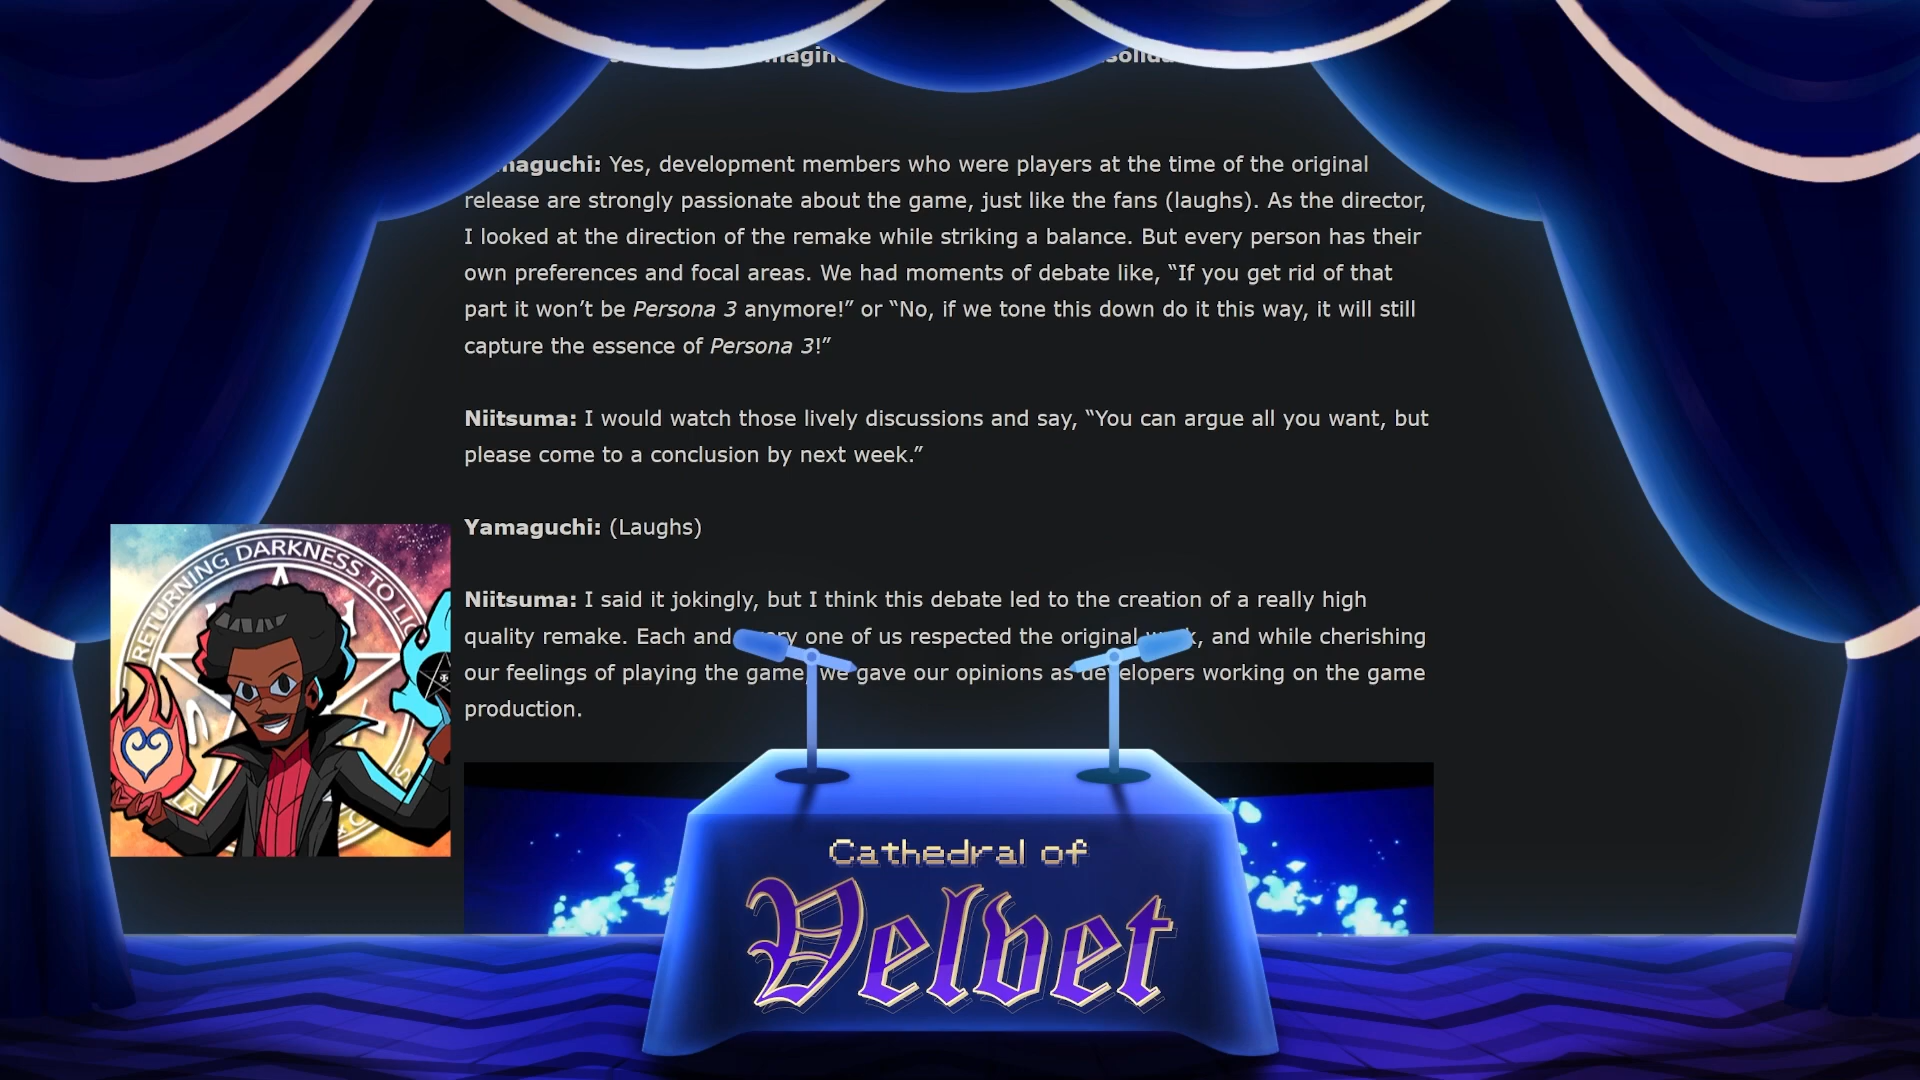 maguchi: Yes, development members who were players at the time of the original
release are strongly passionate about the game, just like the fans (laughs). As the director,
I looked at the direction of the remake while striking a balance. But every person has their
own preferences and focal areas. We had moments of debate like, “If you get rid of that
part it won’t be Persona 3 anymore!” or “No, if we tone this down do it this way, it will still
capture the essence of Persona 3!”
Niitsuma: I would watch those lively discussions and say, “You can argue all you want, but
please come to a conclusion by next week.”
Yamaguchi: (Laughs)
Niitsuma: I said it jokingly, but I think this debate led to the creation of a really high
quality remake. Each and every one of us respected the original work, and while cherishing
our feelings of playing the game, we gave our opinions as developers working on the game
production.
RETURNING DARKNESS TO
Cathedral of
Velvet